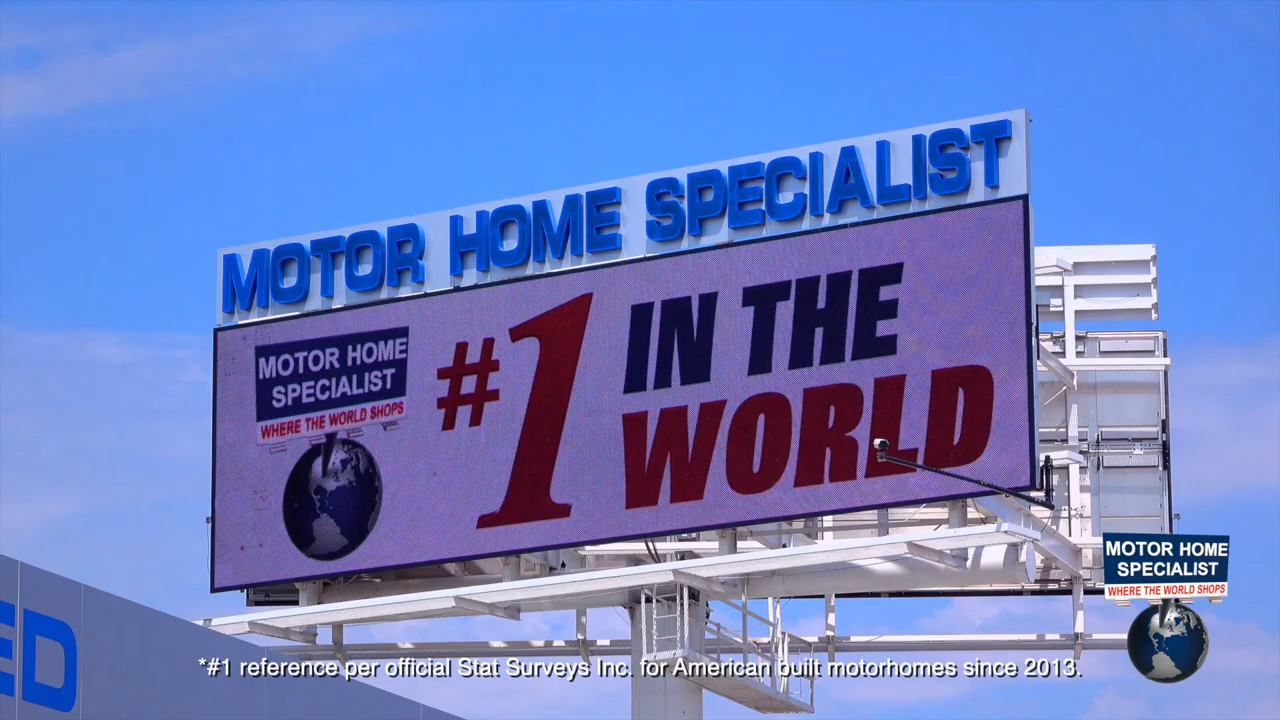 MOTOR HOME SPECIALIST
MOTOR HOME
SPECIALIST
WHERE THE WORLD SHOPS
#1 IN THE
WORLD
ED
MOTOR HOME
SPECIALIST
WHERE THE WORLD SHOPS
*#1 reference per official Stat Surveys Inc. for American built motorhomes since 2013.